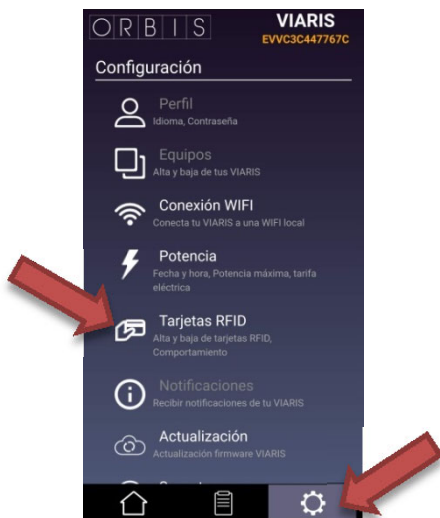 ORBIS
VIARIS
EVVC3C447767C
Configuración
Perfil
Idioma, Contraseña
Equipos
Alta y baja de tus VIARIS
Conexión WIFI
Conecta tu VIARIS a una WIFI local
Potencia
Fecha y hora, Potencia máxima, tarifa
eléctrica
Tarjetas RFID
Alta y baja de tarjetas RFID,
Comportamiento
Notificaciones
Recibir notificaciones de tu VIARIS
Actualización
Actualización firmware VIARIS